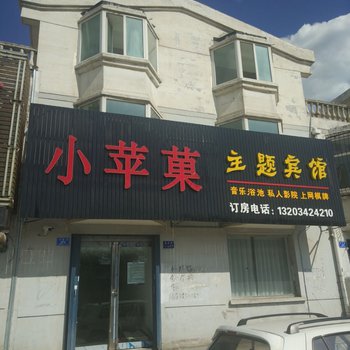 小苹菓
主题宾馆
音乐浴池 私人影院 上网棋牌
订房电话：13203424210